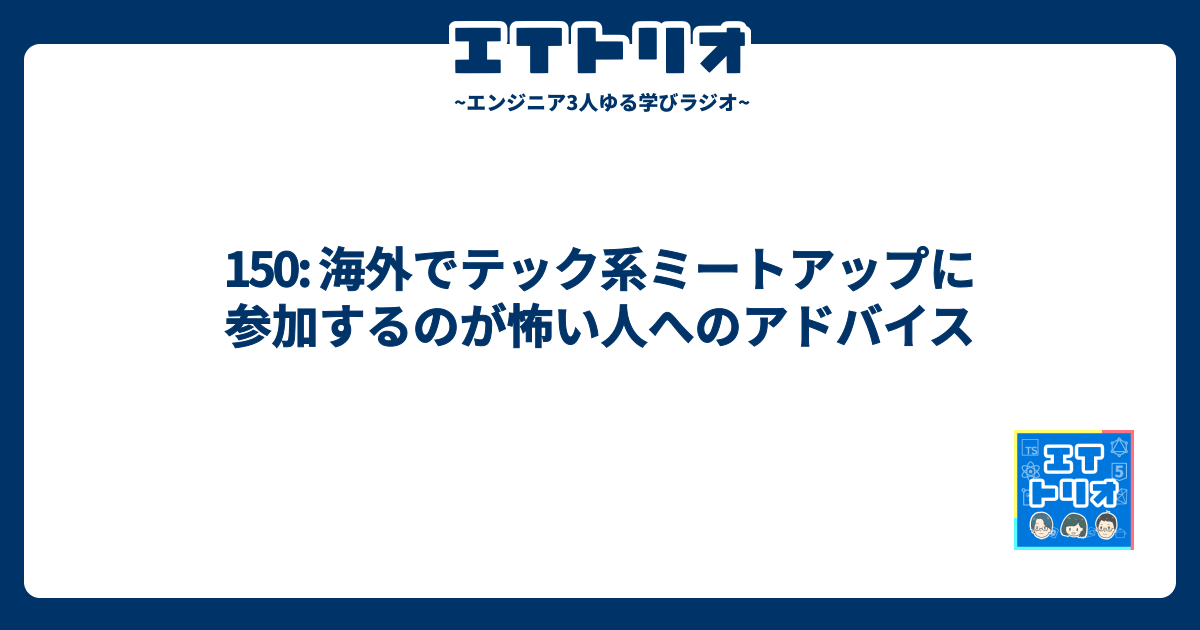 エTトリオ
~エンジニア3人ゆる学びラジオ~
150: 海外でテック系ミートアップに
参加するのが怖い人へのアドバイス
TS
5
エT
トリオ